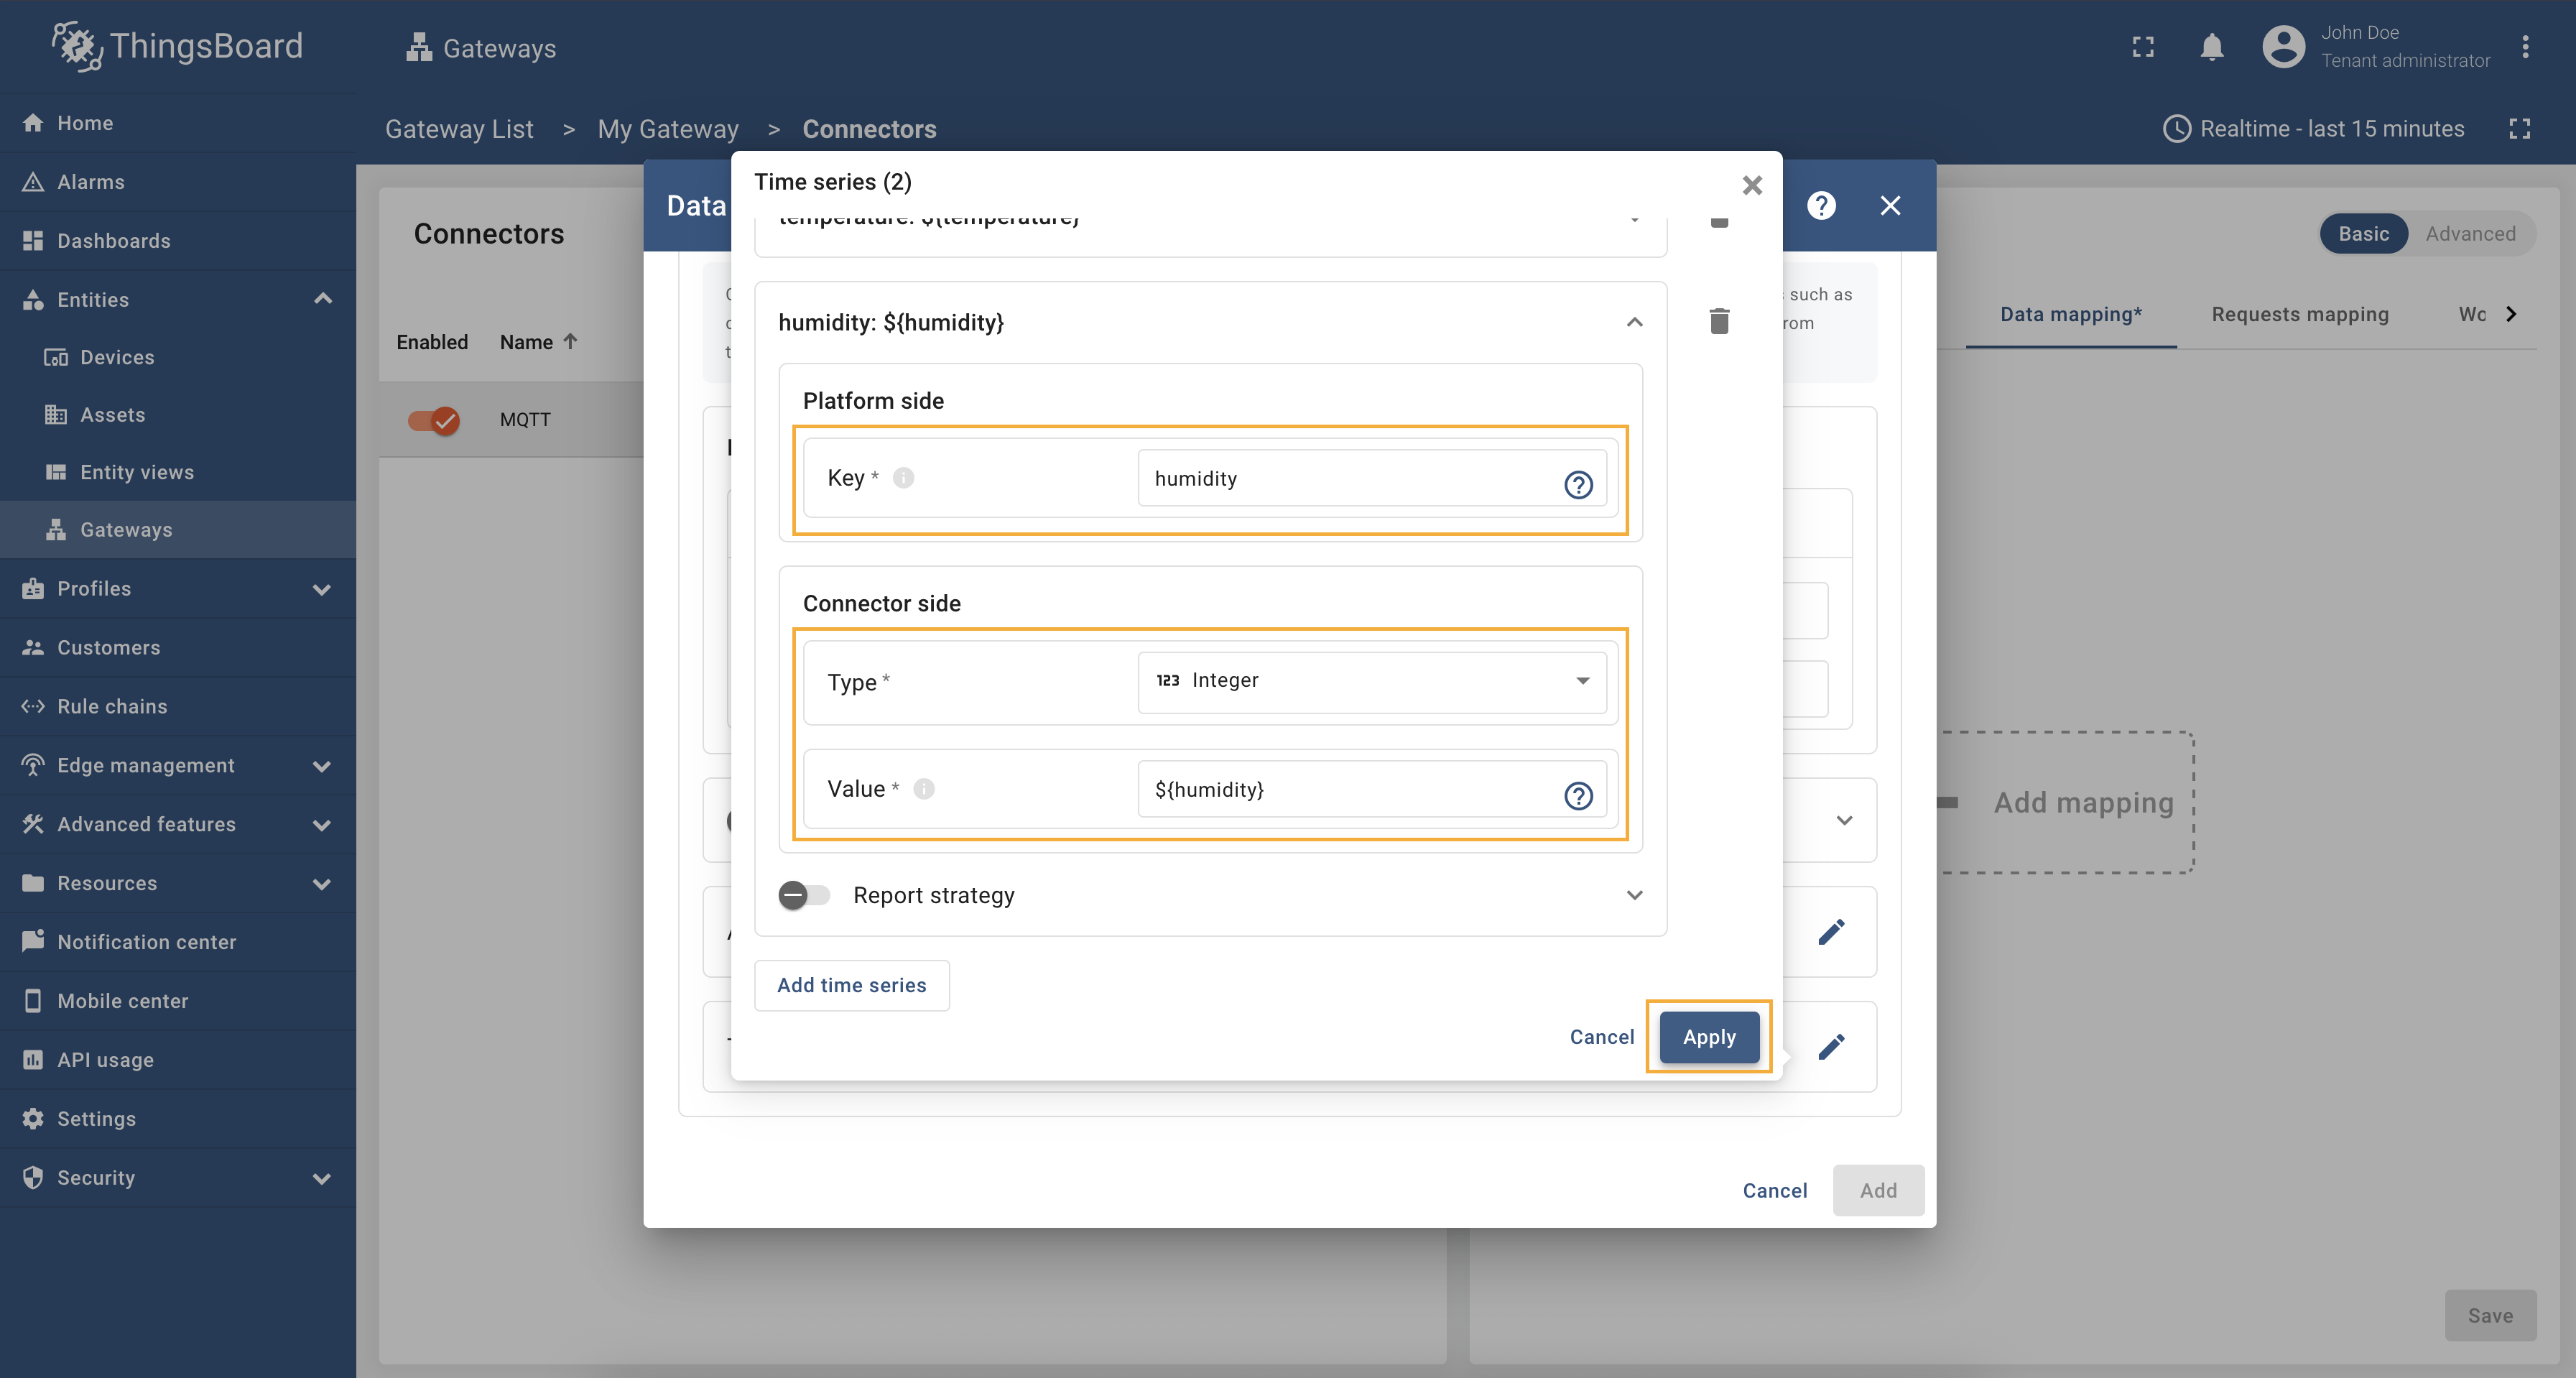 ThingsBoard
Gateways
John Doe
Tenant administrator
Gateway List > My Gateway > Connectors
Realtime - last 15 minutes
Home
Alarms
Dashboards
Entities
Devices
Assets
Entity views
Gateways
Profiles
Customers
Rule chains
Edge management
Advanced features
Resources
Notification center
Mobile center
API usage
Settings
Security
Connectors
Enabled
Name
MQTT
Data
Time series (2)
temperature: ${temperature}
humidity: ${humidity}
Platform side
Key *
humidity
Connector side
Type *
123 Integer
Value *
${humidity}
Report strategy
Add time series
Cancel
Apply
such as
Cancel
Add
Basic
Advanced
Data mapping*
Requests mapping
Add mapping
Save